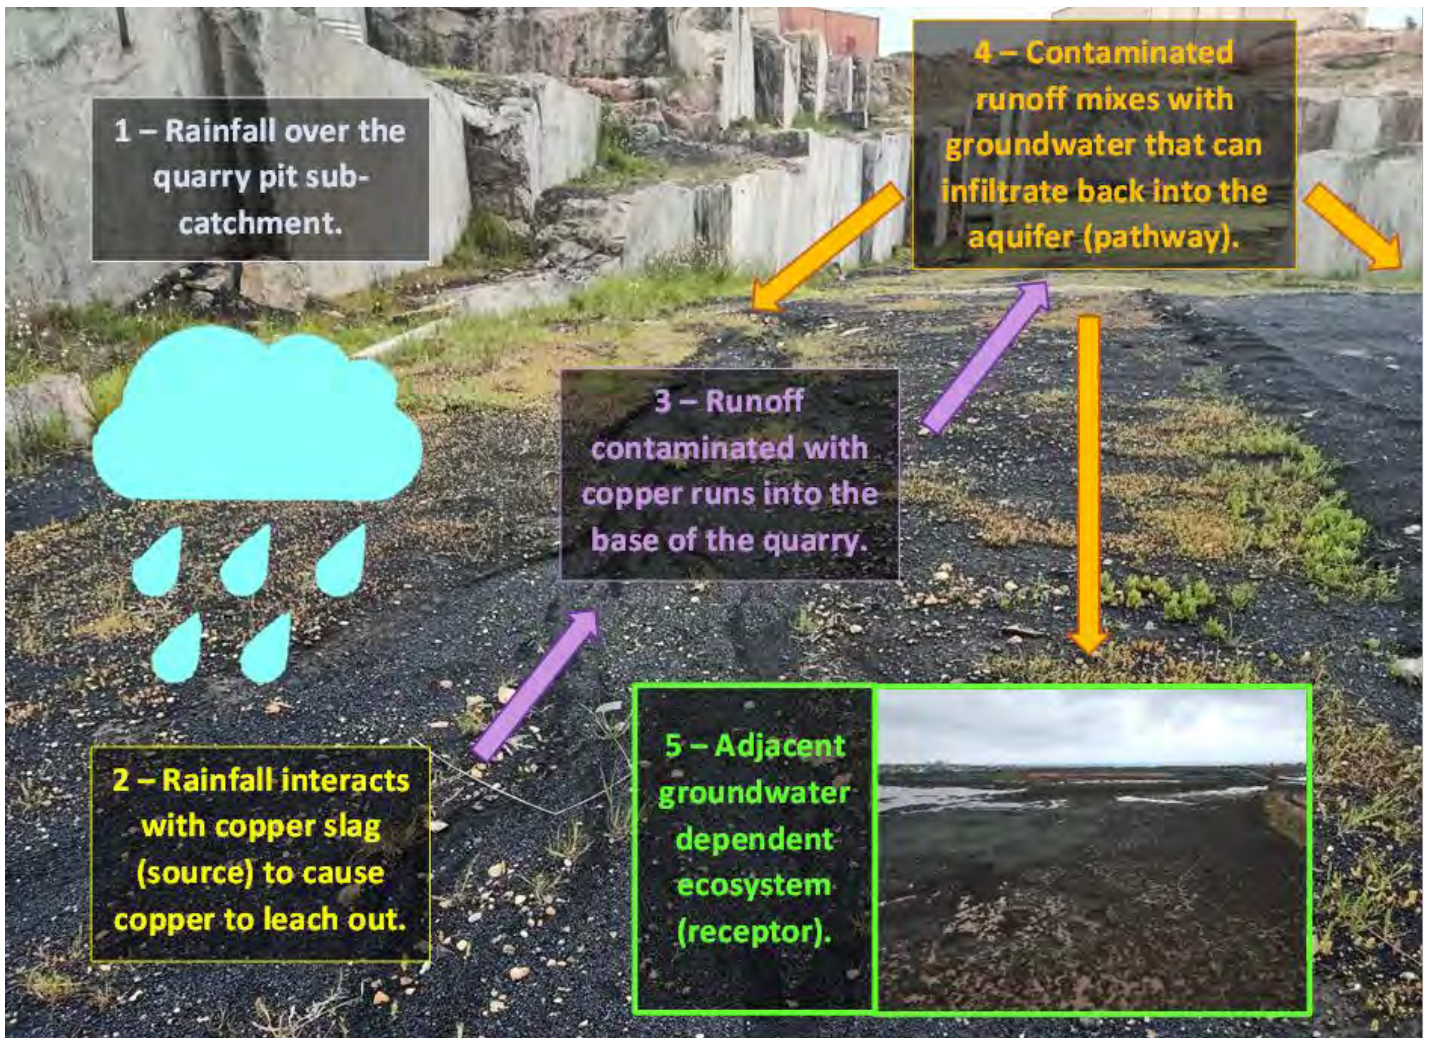 1 – Rainfall over the
quarry pit sub-
catchment.
2 – Rainfall interacts
with copper slag
(source) to cause
copper to leach out.
3 – Runoff
contaminated with
copper runs into the
base of the quarry.
4 – Contaminated
runoff mixes with
groundwater that can
infiltrate back into the
aquifer (pathway).
5 – Adjacent
groundwater
dependent
ecosystem
(receptor).